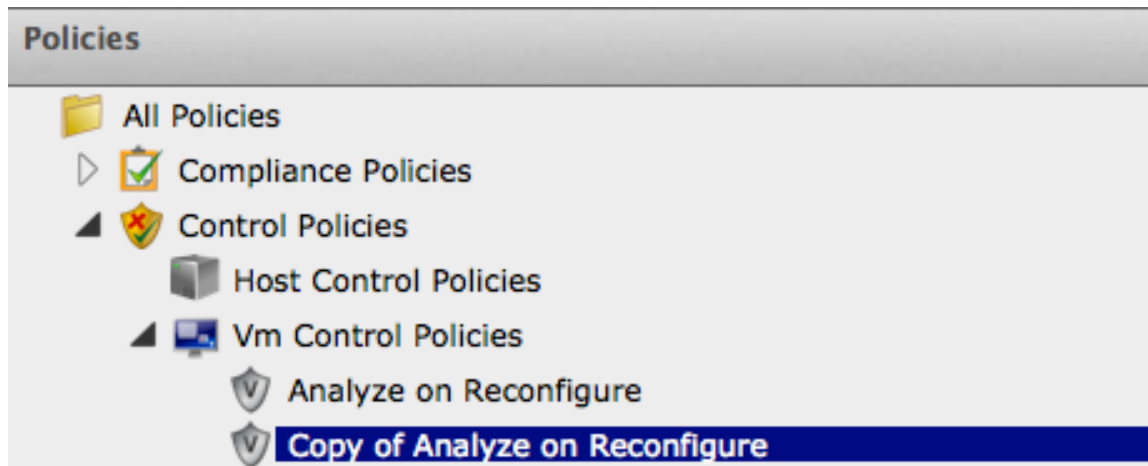 Policies
All Policies
Compliance Policies
Control Policies
Host Control Policies
Vm Control Policies
Analyze on Reconfigure
Copy of Analyze on Reconfigure